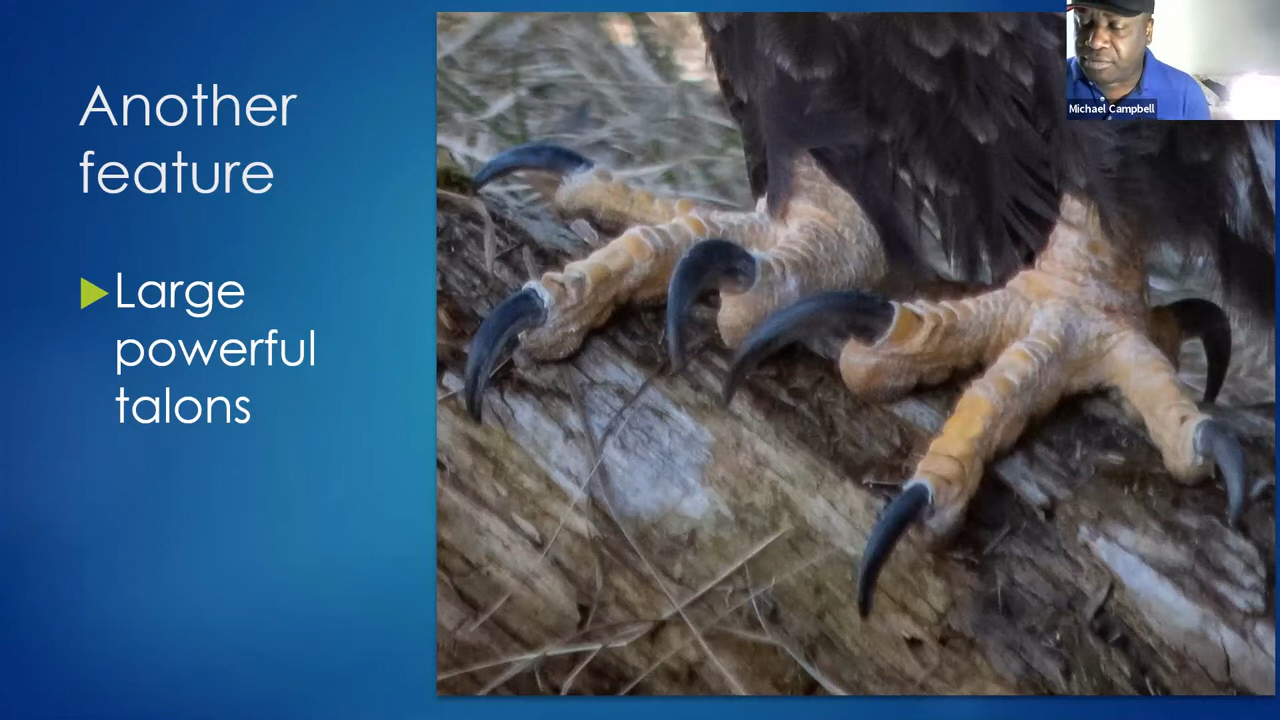 Another
feature
Large
powerful
talons
Michael Campbell